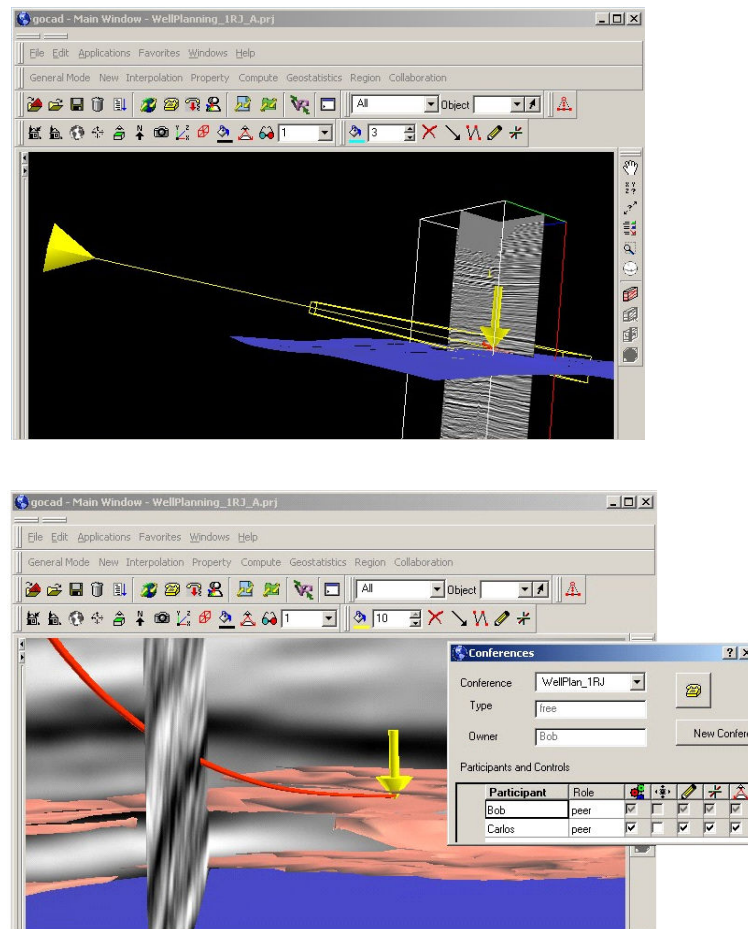 gocad - Main Window - WellPlanning_1RJ_A.prj
File Edit Applications Favorites Windows Help
General Mode New Interpolation Property Compute Geostatistics Region Collaboration
All Object
1 3
gocad - Main Window - WellPlanning_1RJ_A.prj
File Edit Applications Favorites Windows Help
General Mode New Interpolation Property Compute Geostatistics Region Collaboration
All Object
1 10
Conferences
Conference WellPlan_1RJ
Type free
Owner Bob New Confere
Participants and Controls
Participant Role
Bob peer
Carlos peer